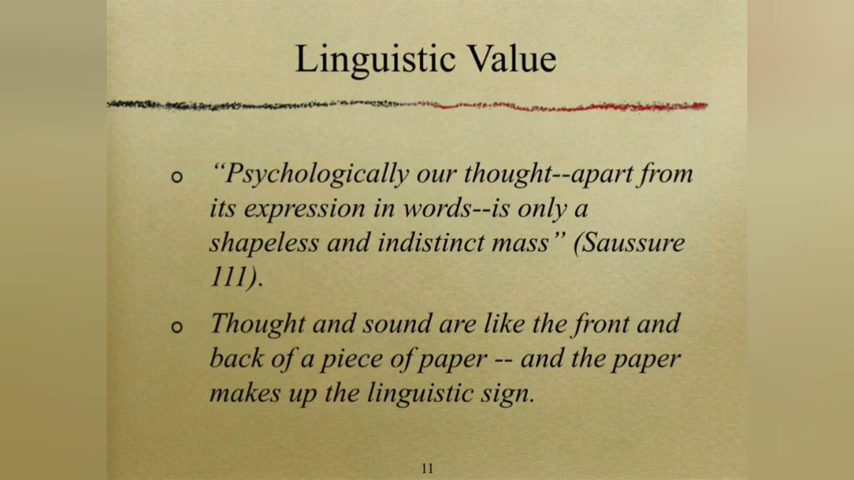 Linguistic Value
“Psychologically our thought--apart from
its expression in words--is only a
shapeless and indistinct mass” (Saussure
111).
Thought and sound are like the front and
back of a piece of paper -- and the paper
makes up the linguistic sign.
11